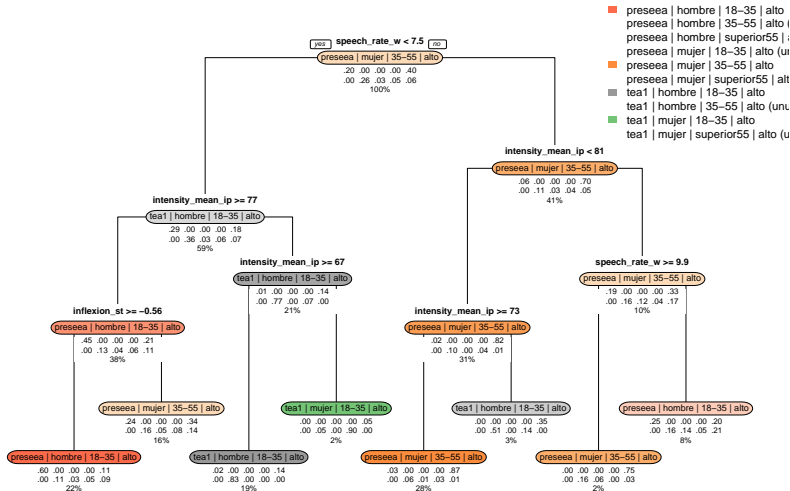 preseea | hombre | 18−35 | alto
preseea | hombre | 35−55 | alto (
preseea | hombre | superior55 |
preseea | mujer | 18−35 | alto (un
preseea | mujer | 35−55 | alto
preseea | mujer | superior55 | alt
tea1 | hombre | 18−35 | alto
tea1 | hombre | 35−55 | alto (unu
tea1 | mujer | 18−35 | alto
tea1 | mujer | superior55 | alto (u
speech_rate_w < 7.5
yes no
preseea | mujer | 35−55 | alto
.20 .00 .00 .00 .40
.00 .26 .03 .05 .06
100%
intensity_mean_ip < 81
preseea | mujer | 35−55 | alto
.06 .00 .00 .00 .70
.00 .11 .03 .04 .05
41%
intensity_mean_ip >= 77
tea1 | hombre | 18−35 | alto
.29 .00 .00 .00 .18
.00 .36 .03 .06 .07
59%
intensity_mean_ip >= 67
tea1 | hombre | 18−35 | alto
.01 .00 .00 .00 .14
.00 .77 .00 .07 .00
21%
speech_rate_w >= 9.9
preseea | mujer | 35−55 | alto
.19 .00 .00 .00 .33
.00 .16 .12 .04 .17
10%
inflexion_st >= −0.56
preseea | hombre | 18−35 | alto
.45 .00 .00 .00 .21
.00 .13 .04 .06 .11
38%
intensity_mean_ip >= 73
preseea | mujer | 35−55 | alto
.02 .00 .00 .00 .82
.00 .10 .00 .04 .01
31%
preseea | mujer | 35−55 | alto
.24 .00 .00 .00 .34
.00 .16 .05 .08 .14
16%
tea1 | mujer | 18−35 | alto
.00 .00 .00 .00 .05
.00 .05 .00 .90 .00
2%
tea1 | hombre | 18−35 | alto
.00 .00 .00 .00 .35
.00 .51 .00 .14 .00
3%
preseea | hombre | 18−35 | alto
.25 .00 .00 .00 .20
.00 .16 .14 .05 .21
8%
preseea | hombre | 18−35 | alto
.60 .00 .00 .00 .11
.00 .11 .03 .05 .09
22%
tea1 | hombre | 18−35 | alto
.02 .00 .00 .00 .14
.00 .83 .00 .00 .00
19%
preseea | mujer | 35−55 | alto
.03 .00 .00 .00 .87
.00 .06 .01 .03 .01
28%
preseea | mujer | 35−55 | alto
.00 .00 .00 .00 .75
.00 .16 .06 .00 .03
2%